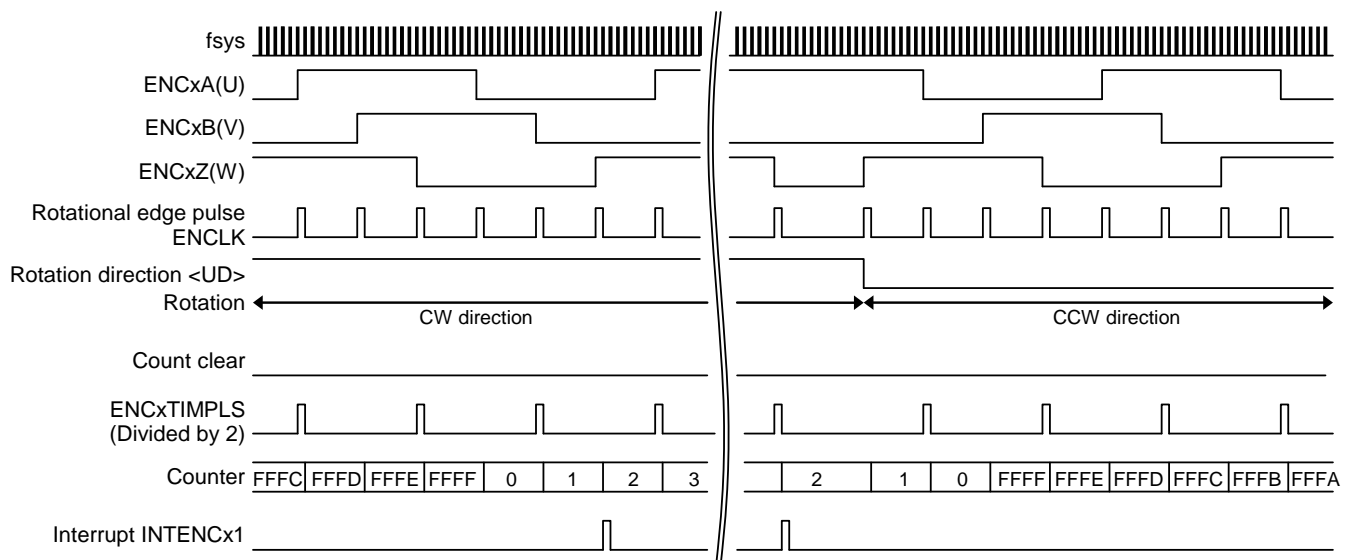 fsys
ENCxA(U)
ENCxB(V)
ENCxZ(W)
Rotational edge pulse
ENCLK
Rotation direction <UD>
Rotation
CW direction CCW direction
Count clear
ENCxTIMPLS
(Divided by 2)
Counter FFFC FFFD FFFE FFFF 0 1 2 3 2 1 0 FFFF FFFE FFFD FFFC FFFB FFFA
Interrupt INTENCx1